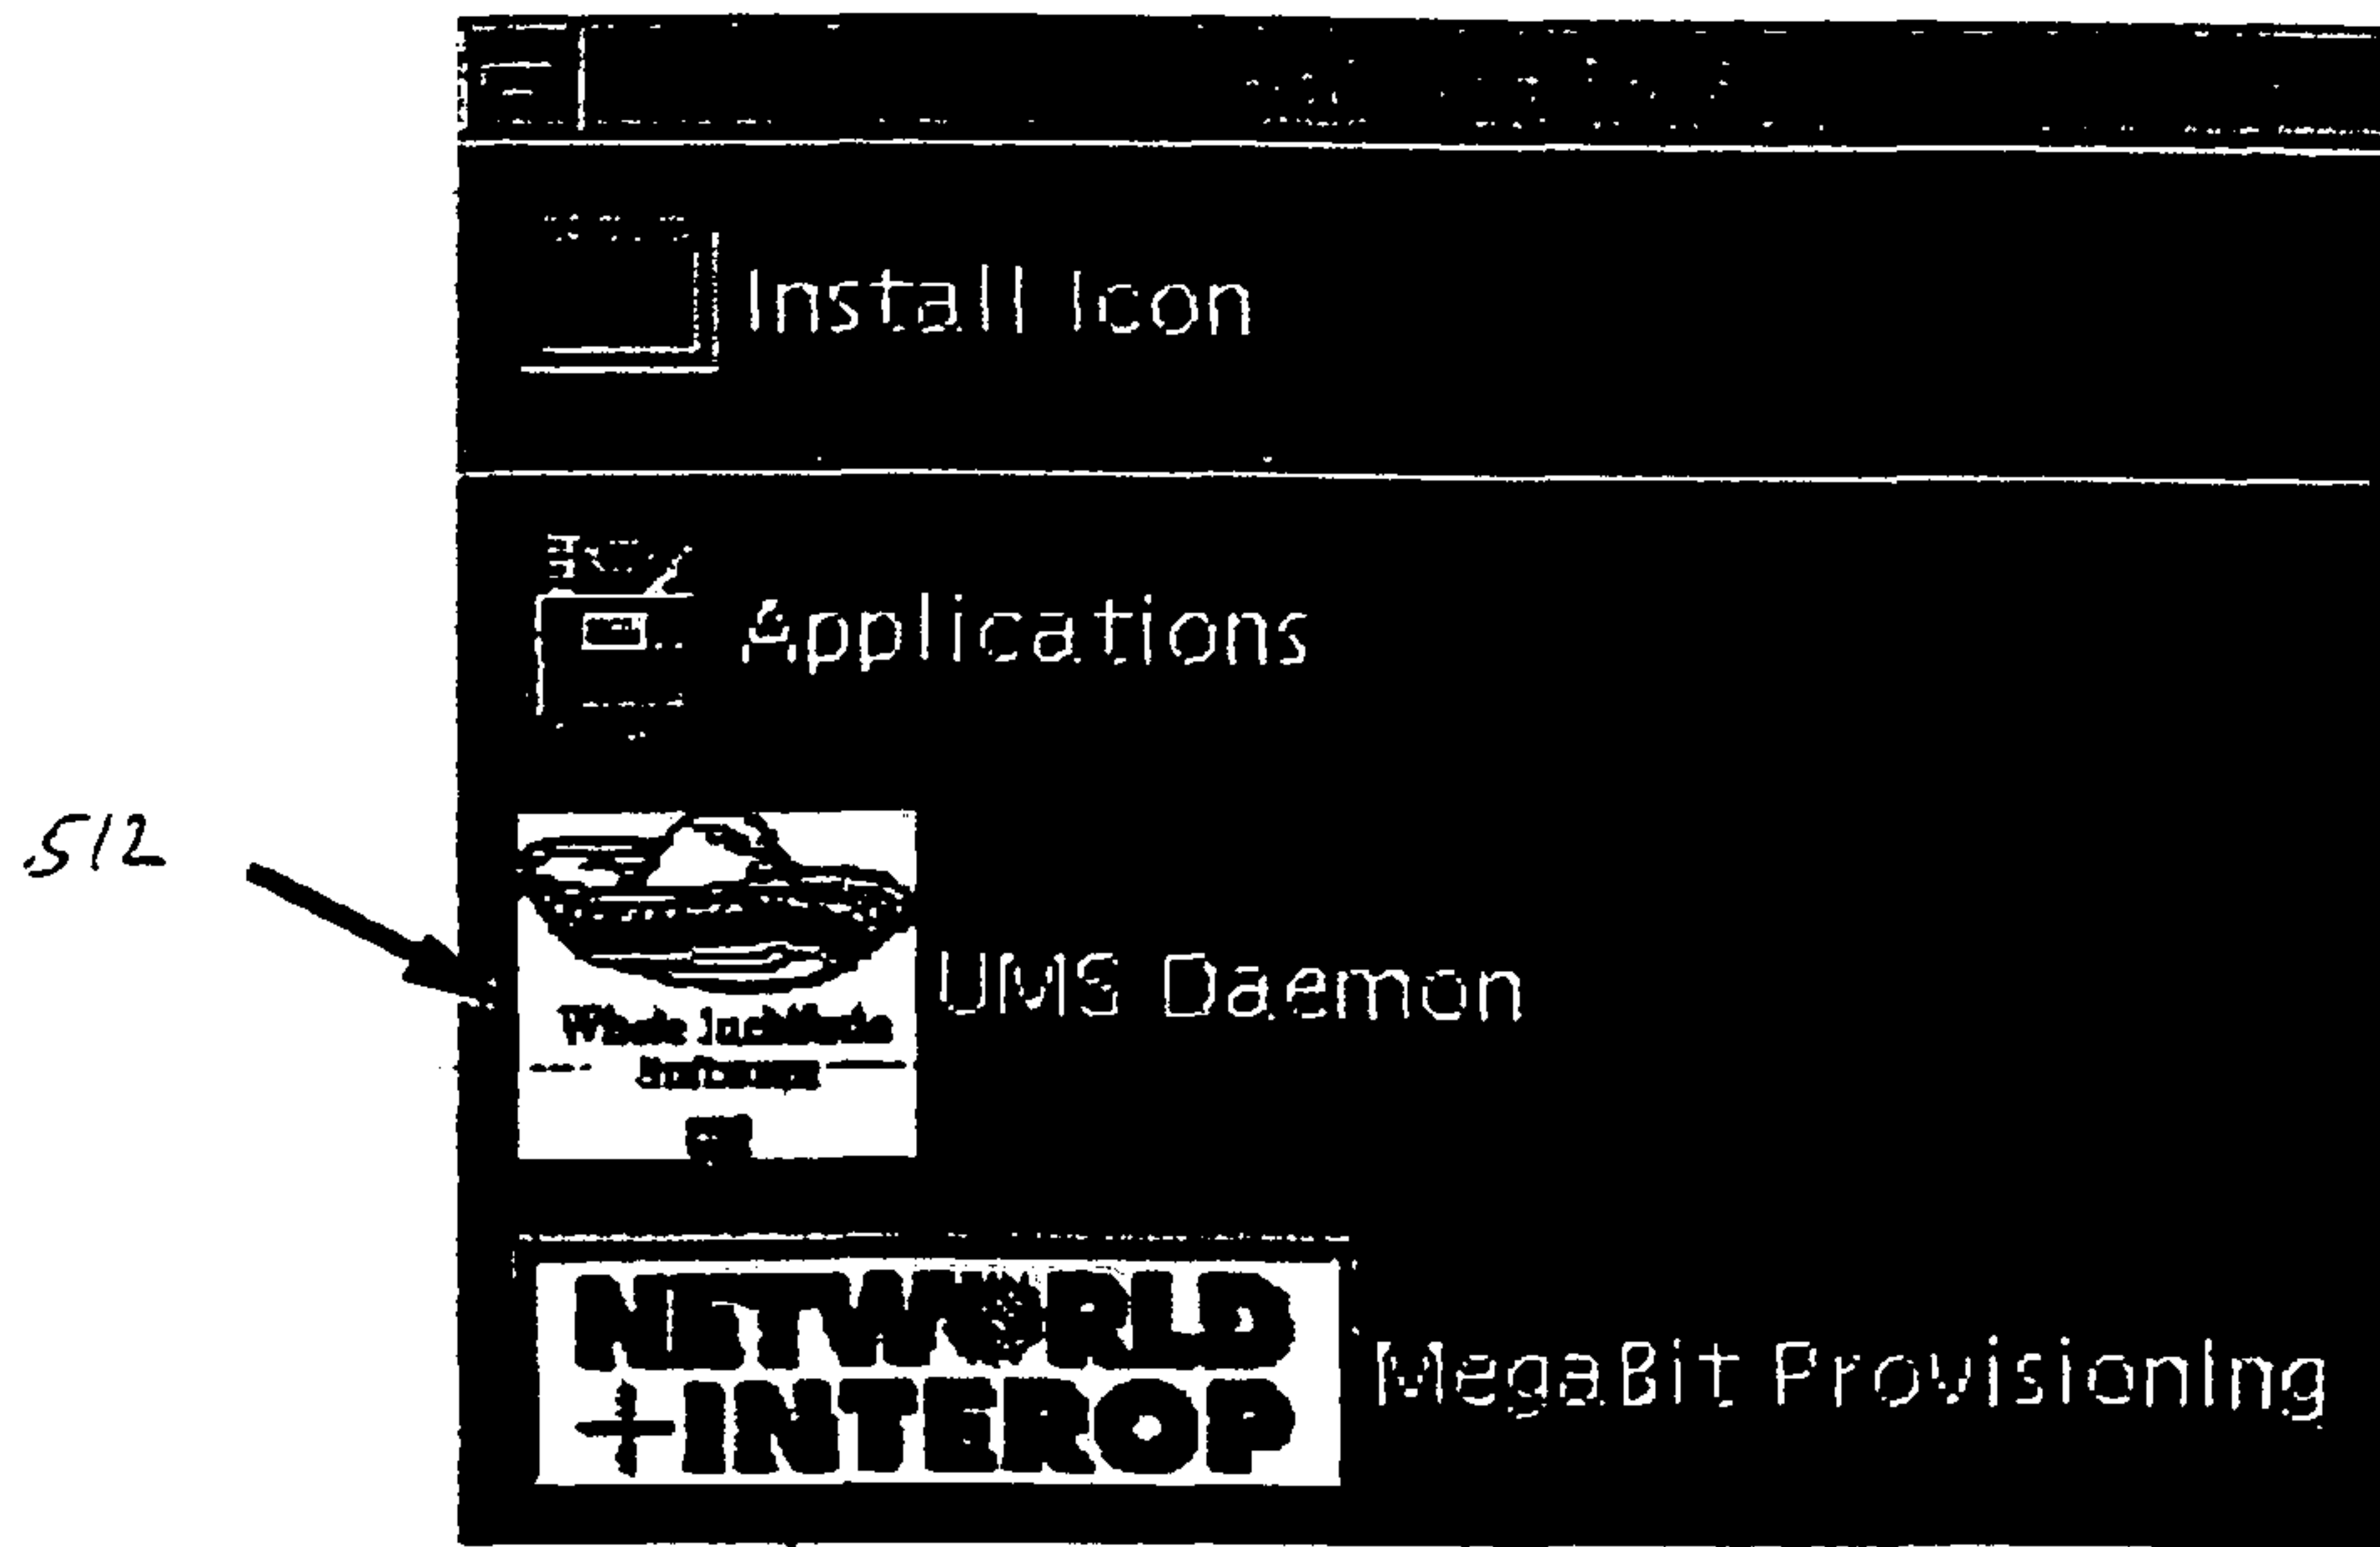 Install Icon
Applications
512
UMS Daemon
NETWORLD
+INTEROP
MegaBit Provisioning